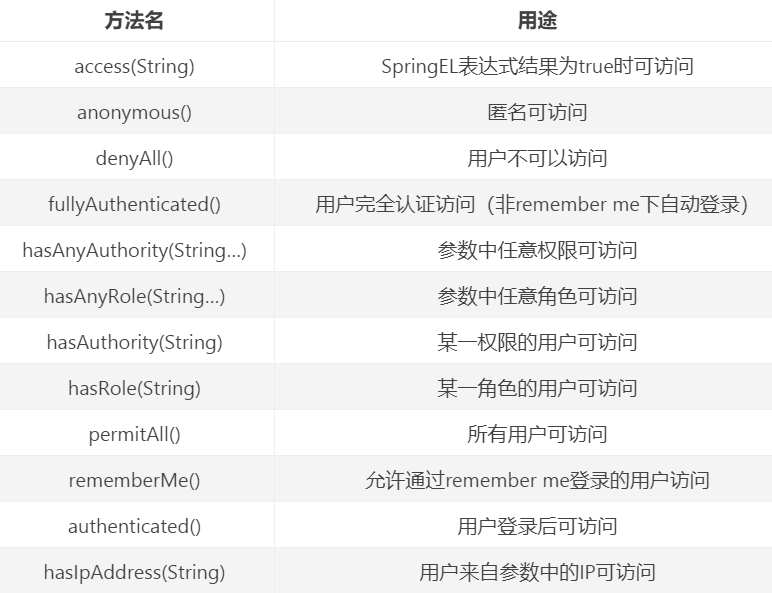 方法名 用途
access(String) SpringEL表达式结果为true时可访问
anonymous() 匿名可访问
denyAll() 用户不可以访问
fullyAuthenticated() 用户完全认证访问（非remember me下自动登录）
hasAnyAuthority(String…) 参数中任意权限可访问
hasAnyRole(String…) 参数中任意角色可访问
hasAuthority(String) 某一权限的用户可访问
hasRole(String) 某一角色的用户可访问
permitAll() 所有用户可访问
rememberMe() 允许通过remember me登录的用户访问
authenticated() 用户登录后可访问
hasIpAddress(String) 用户来自参数中的IP可访问